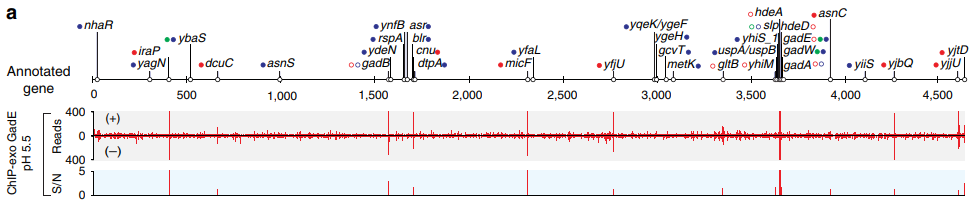 a
hdeA
asnC
nhaR
ynfB asr
yqeK/ygeF
slp hdeD
ybaS
rspA blr
ygeH
yhiS_1 gadE
iraP
ydeN cnu
yfaL
gcvT
uspA/uspB gadW
yjtD
Annotated
gene
yagN
dcuC
asnS
gadB dtpA
micF
yfjU
metK
gltB yhiM gadA
yiiS
yjbQ
yjjU
0 500 1,000 1,500 2,000 2,500 3,000 3,500 4,000 4,500
ChIP-exo GadE
pH 5.5
Reads
400
0
400
(+)
(−)
S/N
5
0